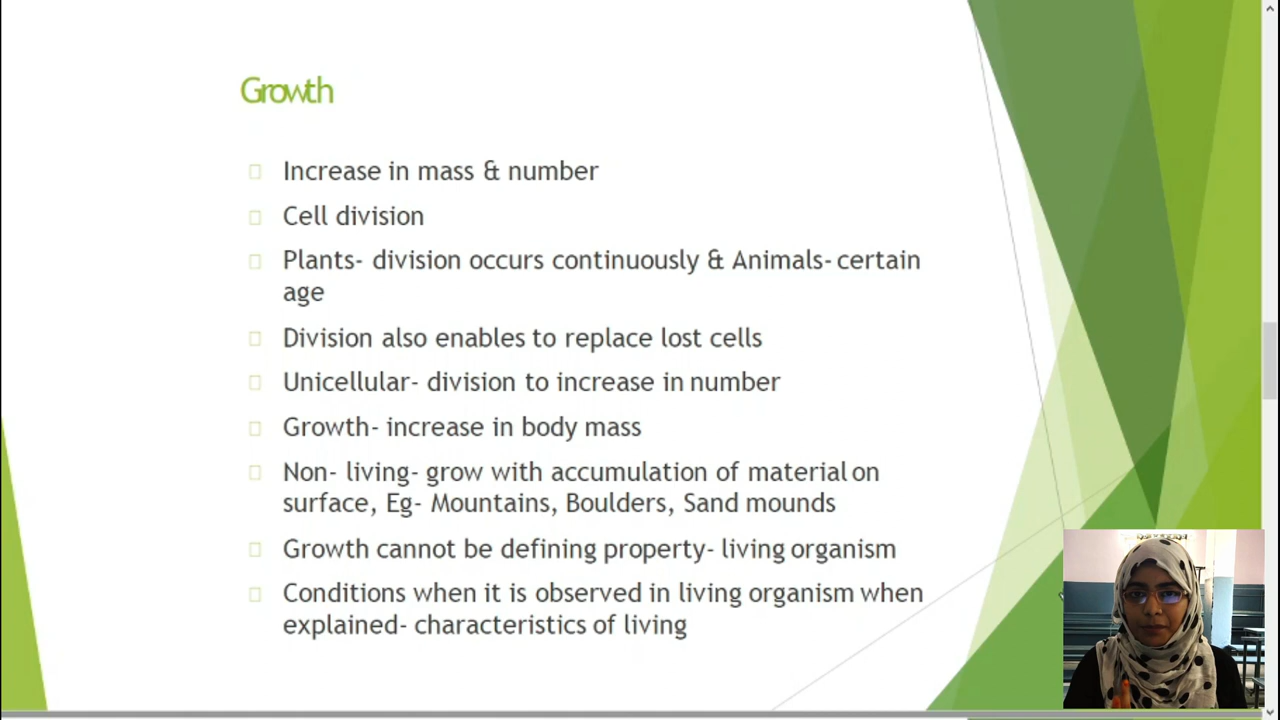 Growth
Increase in mass & number
Cell division
Plants- division occurs continuously & Animals- certain
age
Division also enables to replace lost cells
Unicellular- division to increase in number
Growth- increase in body mass
Non- living- grow with accumulation of material on
surface, Eg- Mountains, Boulders, Sand mounds
Growth cannot be defining property- living organism
Conditions when it is observed in living organism when
explained- characteristics of living